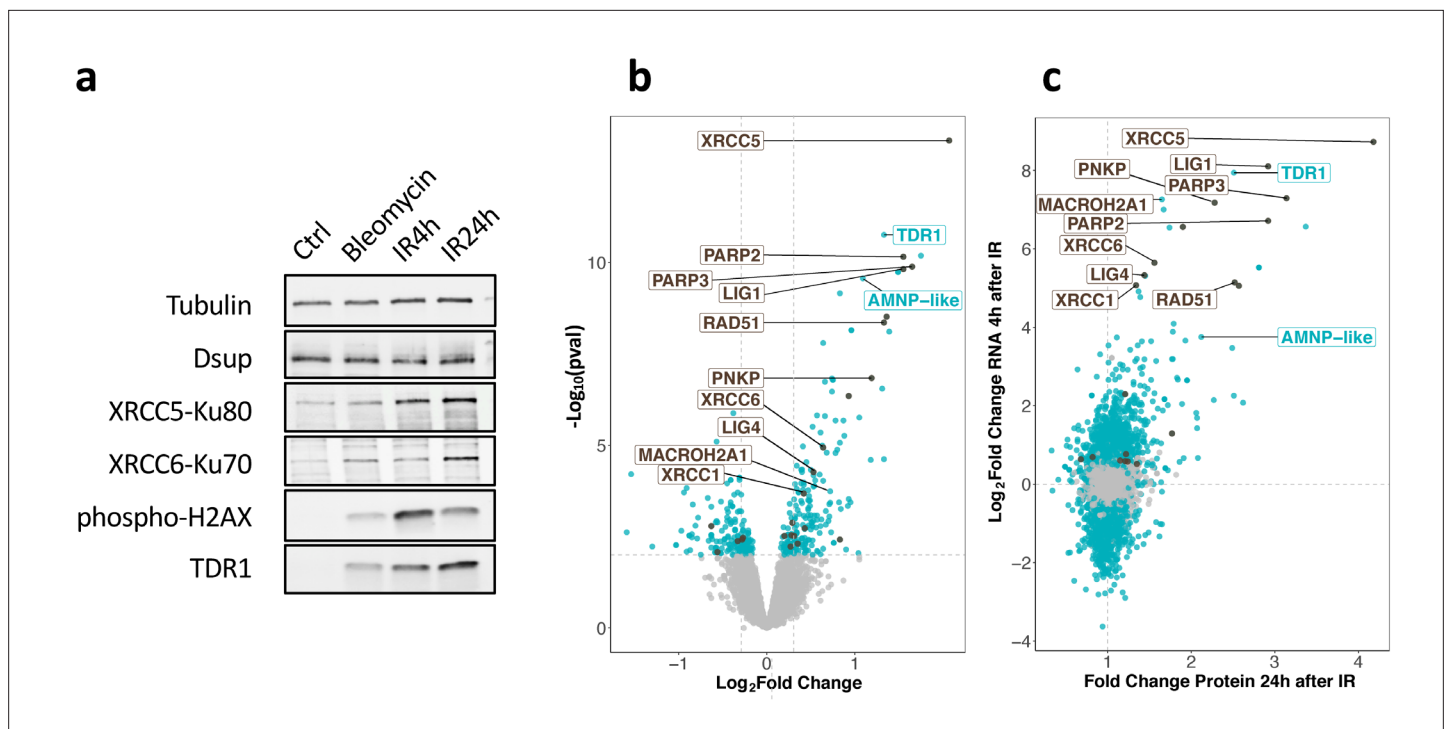 a
b
c
Ctrl
Bleomycin
IR4h
IR24h
Tubulin
Dsup
XRCC5-Ku80
XRCC6-Ku70
phospho-H2AX
TDR1
-Log10(pval)
10
5
0
XRCC5
TDR1
PARP2
PARP3
LIG1
AMNP–like
RAD51
PNKP
XRCC6
LIG4
MACROH2A1
XRCC1
−1
0
1
Log2Fold Change
Log2Fold Change RNA 4h after IR
8
6
4
2
0
−2
−4
XRCC5
LIG1
PNKP
TDR1
PARP3
MACROH2A1
PARP2
XRCC6
LIG4
XRCC1
RAD51
AMNP–like
1
2
3
4
Fold Change Protein 24h after IR